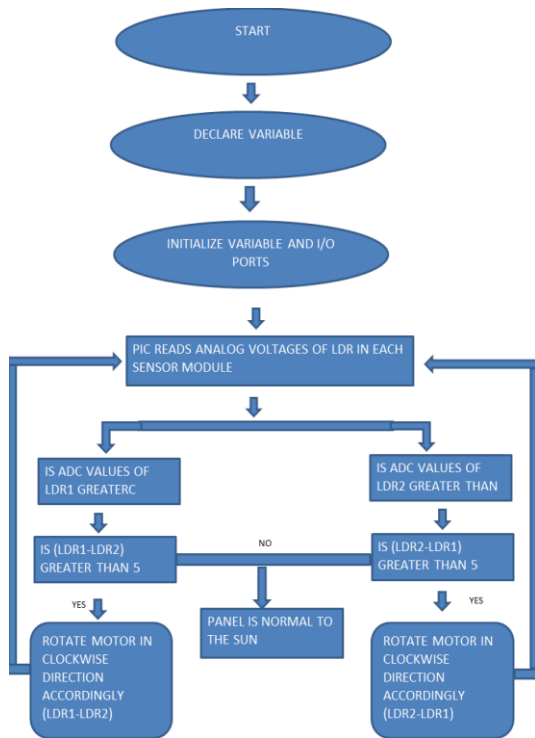 START
DECLARE VARIABLE
INITIALIZE VARIABLE AND I/O
PORTS
PIC READS ANALOG VOLTAGES OF LDR IN EACH
SENSOR MODULE
IS ADC VALUES OF
LDR1 GREATERC
IS ADC VALUES OF
LDR2 GREATER THAN
IS (LDR1-LDR2)
GREATER THAN 5
NO
IS (LDR2-LDR1)
GREATER THAN 5
YES
PANEL IS NORMAL TO
THE SUN
YES
ROTATE MOTOR IN
CLOCKWISE
DIRECTION
ACCORDINGLY
(LDR1-LDR2)
ROTATE MOTOR IN
CLOCKWISE
DIRECTION
ACCORDINGLY
(LDR2-LDR1)